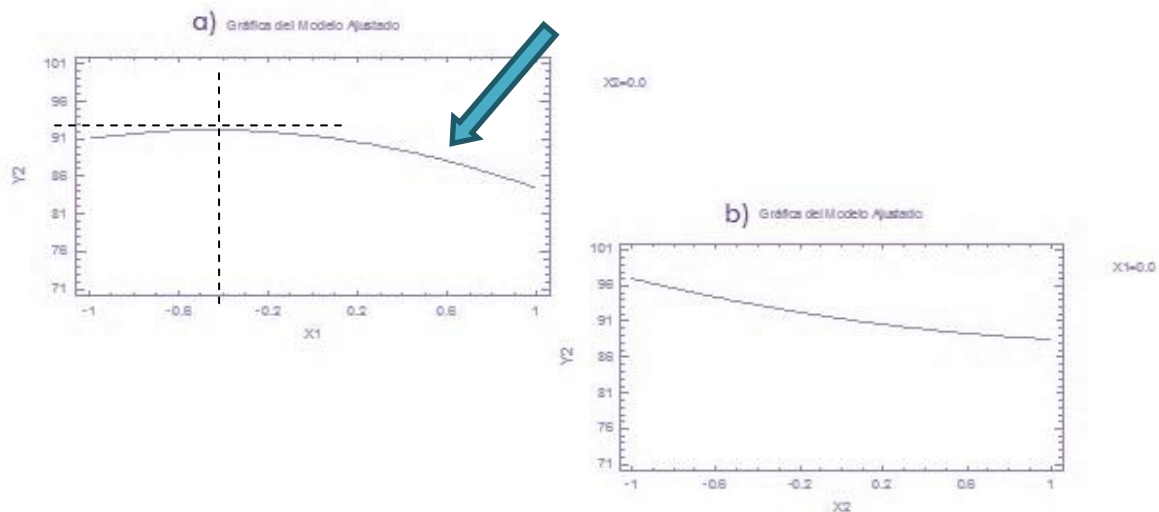 a) Gráfica del Modelo Ajustado
X2=0.0
101
96
91
86
81
76
71
Y2
-1 -0.6 -0.2 0.2 0.6 1
X1
b) Gráfica del Modelo Ajustado
X1=0.0
101
96
91
86
81
76
71
Y2
-1 -0.6 -0.2 0.2 0.6 1
X2